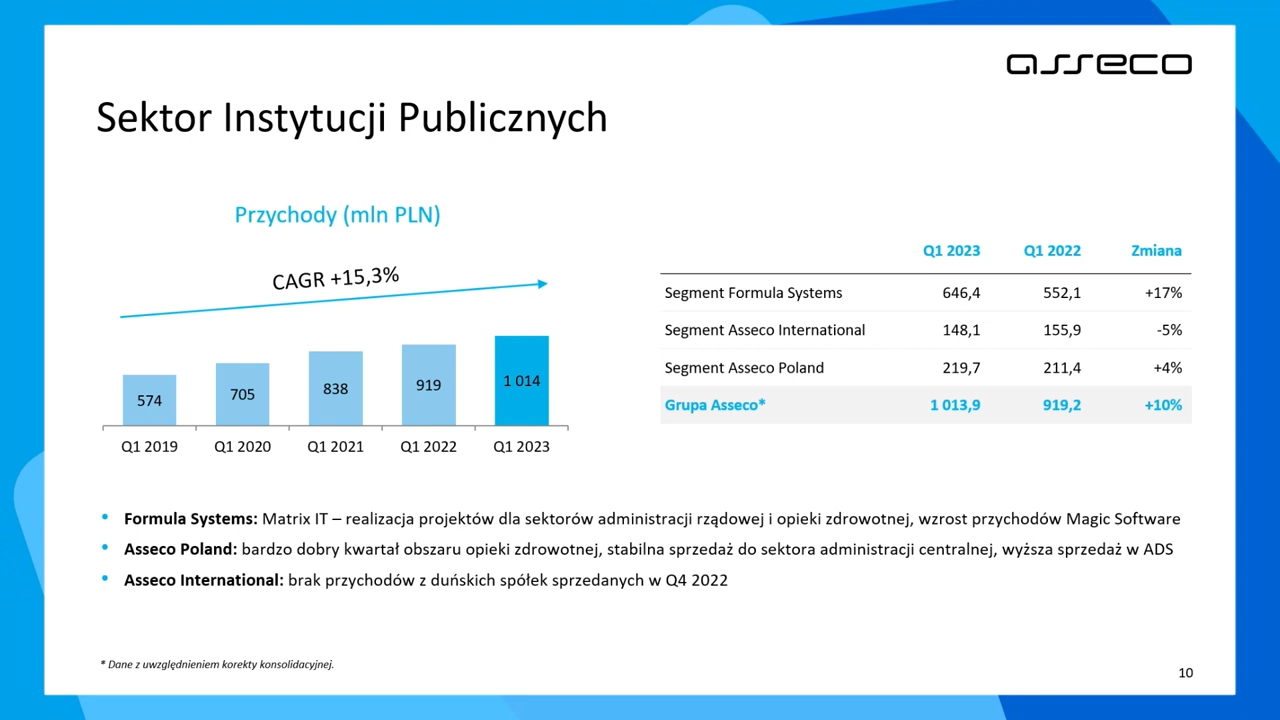 asseco
Sektor Instytucji Publicznych
Przychody (mln PLN)
CAGR +15,3%
574 705 838 919 1 014
Q1 2019 Q1 2020 Q1 2021 Q1 2022 Q1 2023
Q1 2023 Q1 2022 Zmiana
Segment Formula Systems 646,4 552,1 +17%
Segment Asseco International 148,1 155,9 -5%
Segment Asseco Poland 219,7 211,4 +4%
Grupa Asseco* 1 013,9 919,2 +10%
• Formula Systems: Matrix IT – realizacja projektów dla sektorów administracji rządowej i opieki zdrowotnej, wzrost przychodów Magic Software
• Asseco Poland: bardzo dobry kwartał obszaru opieki zdrowotnej, stabilna sprzedaż do sektora administracji centralnej, wyższa sprzedaż w ADS
• Asseco International: brak przychodów z duńskich spółek sprzedanych w Q4 2022
* Dane z uwzględnieniem korekty konsolidacyjnej.
10